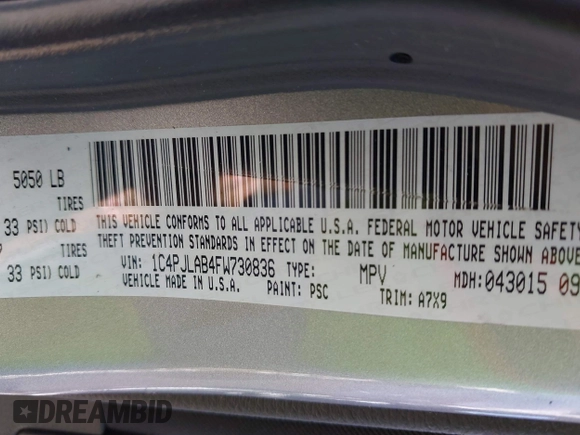 5050 LB
TIRES
33 PSI) COLD
TIRES
33 PSI) COLD
THIS VEHICLE CONFORMS TO ALL APPLICABLE U.S.A. FEDERAL MOTOR VEHICLE SAFETY
THEFT PREVENTION STANDARDS IN EFFECT ON THE DATE OF MANUFACTURE SHOWN ABOVE
VIN: 1C4PJLAB4FW730836 TYPE: MPV MDH:043015 09
VEHICLE MADE IN U.S.A. PAINT: PSC TRIM: A7X9
DREAMBID